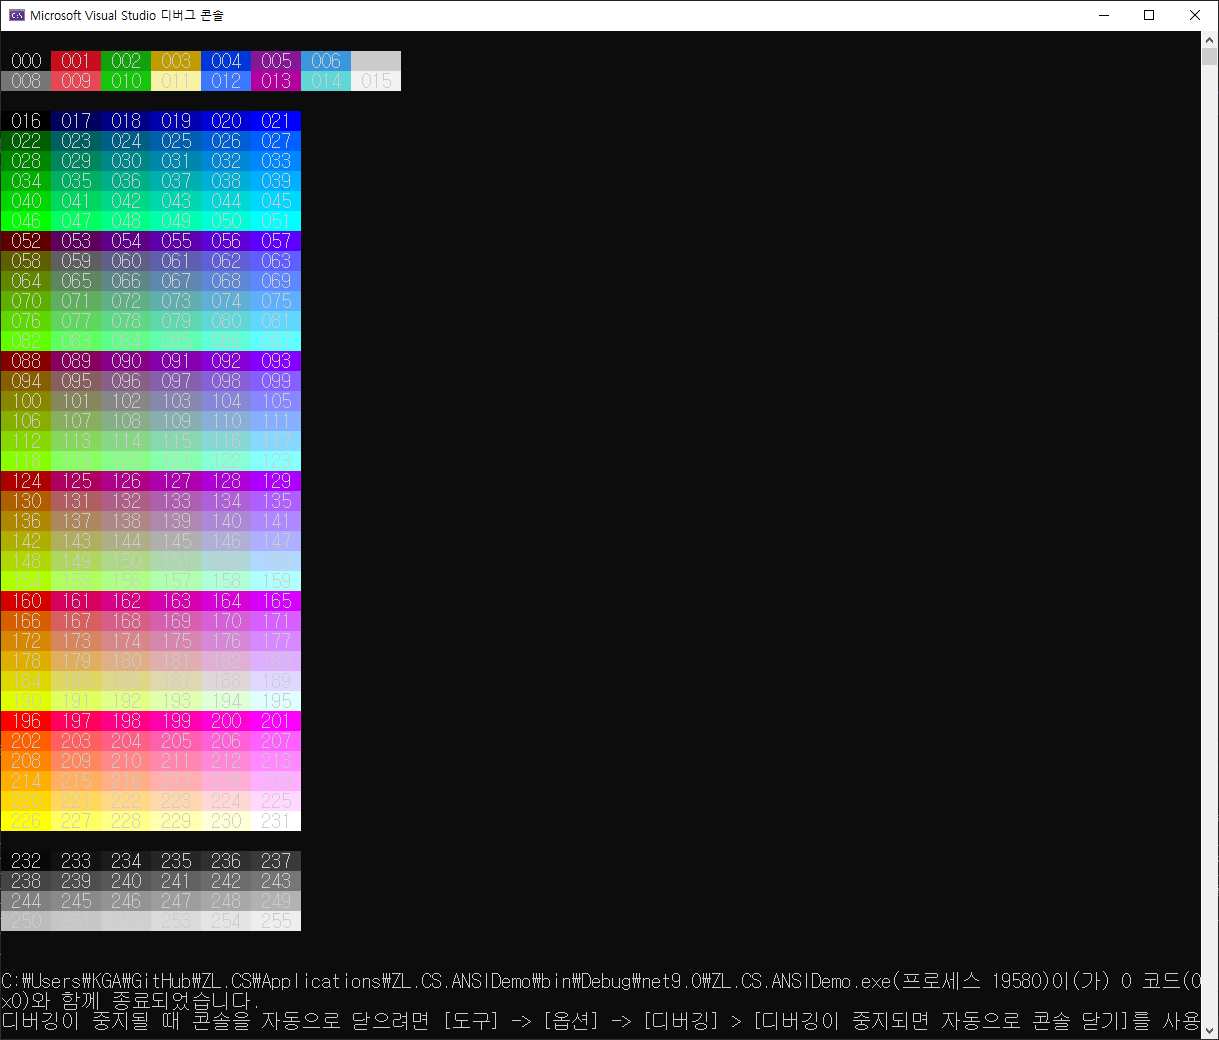 Microsoft Visual Studio 디버그 콘솔
000 001 002 003 004 005 006
008 009 010 011 012 013 014 015
016 017 018 019 020 021
022 023 024 025 026 027
028 029 030 031 032 033
034 035 036 037 038 039
040 041 042 043 044 045
046 047 048 049 050 051
052 053 054 055 056 057
058 059 060 061 062 063
064 065 066 067 068 069
070 071 072 073 074 075
076 077 078 079 080 081
082 083 084 085 086 087
088 089 090 091 092 093
094 095 096 097 098 099
100 101 102 103 104 105
106 107 108 109 110 111
112 113 114 115 116 117
118 122 123
124 125 126 127 128 129
130 131 132 133 134 135
136 137 138 139 140 141
142 143 144 145 146 147
148 149 150 151
154 155 156 157 158 159
160 161 162 163 164 165
166 167 168 169 170 171
172 173 174 175 176 177
178 179 180 181 182 183
184 185 186 187 188 189
190 191 192 193 194 195
196 197 198 199 200 201
202 203 204 205 206 207
208 209 210 211 212 213
214 215 216 217
220 221 222 223 224 225
226 227 228 229 230 231
232 233 234 235 236 237
238 239 240 241 242 243
244 245 246 247 248 249
250 251 253 254 255
C:₩Users₩KGA₩GitHub₩ZL.CS₩Applications₩ZL.CS.ANSIDemo₩bin₩Debug₩net9.0₩ZL.CS.ANSIDemo.exe(프로세스 19580)이(가) 0 코드(0
x0)와 함께 종료되었습니다.
디버깅이 중지될 때 콘솔을 자동으로 닫으려면 [도구] -> [옵션] -> [디버깅] > [디버깅이 중지되면 자동으로 콘솔 닫기]를 사용